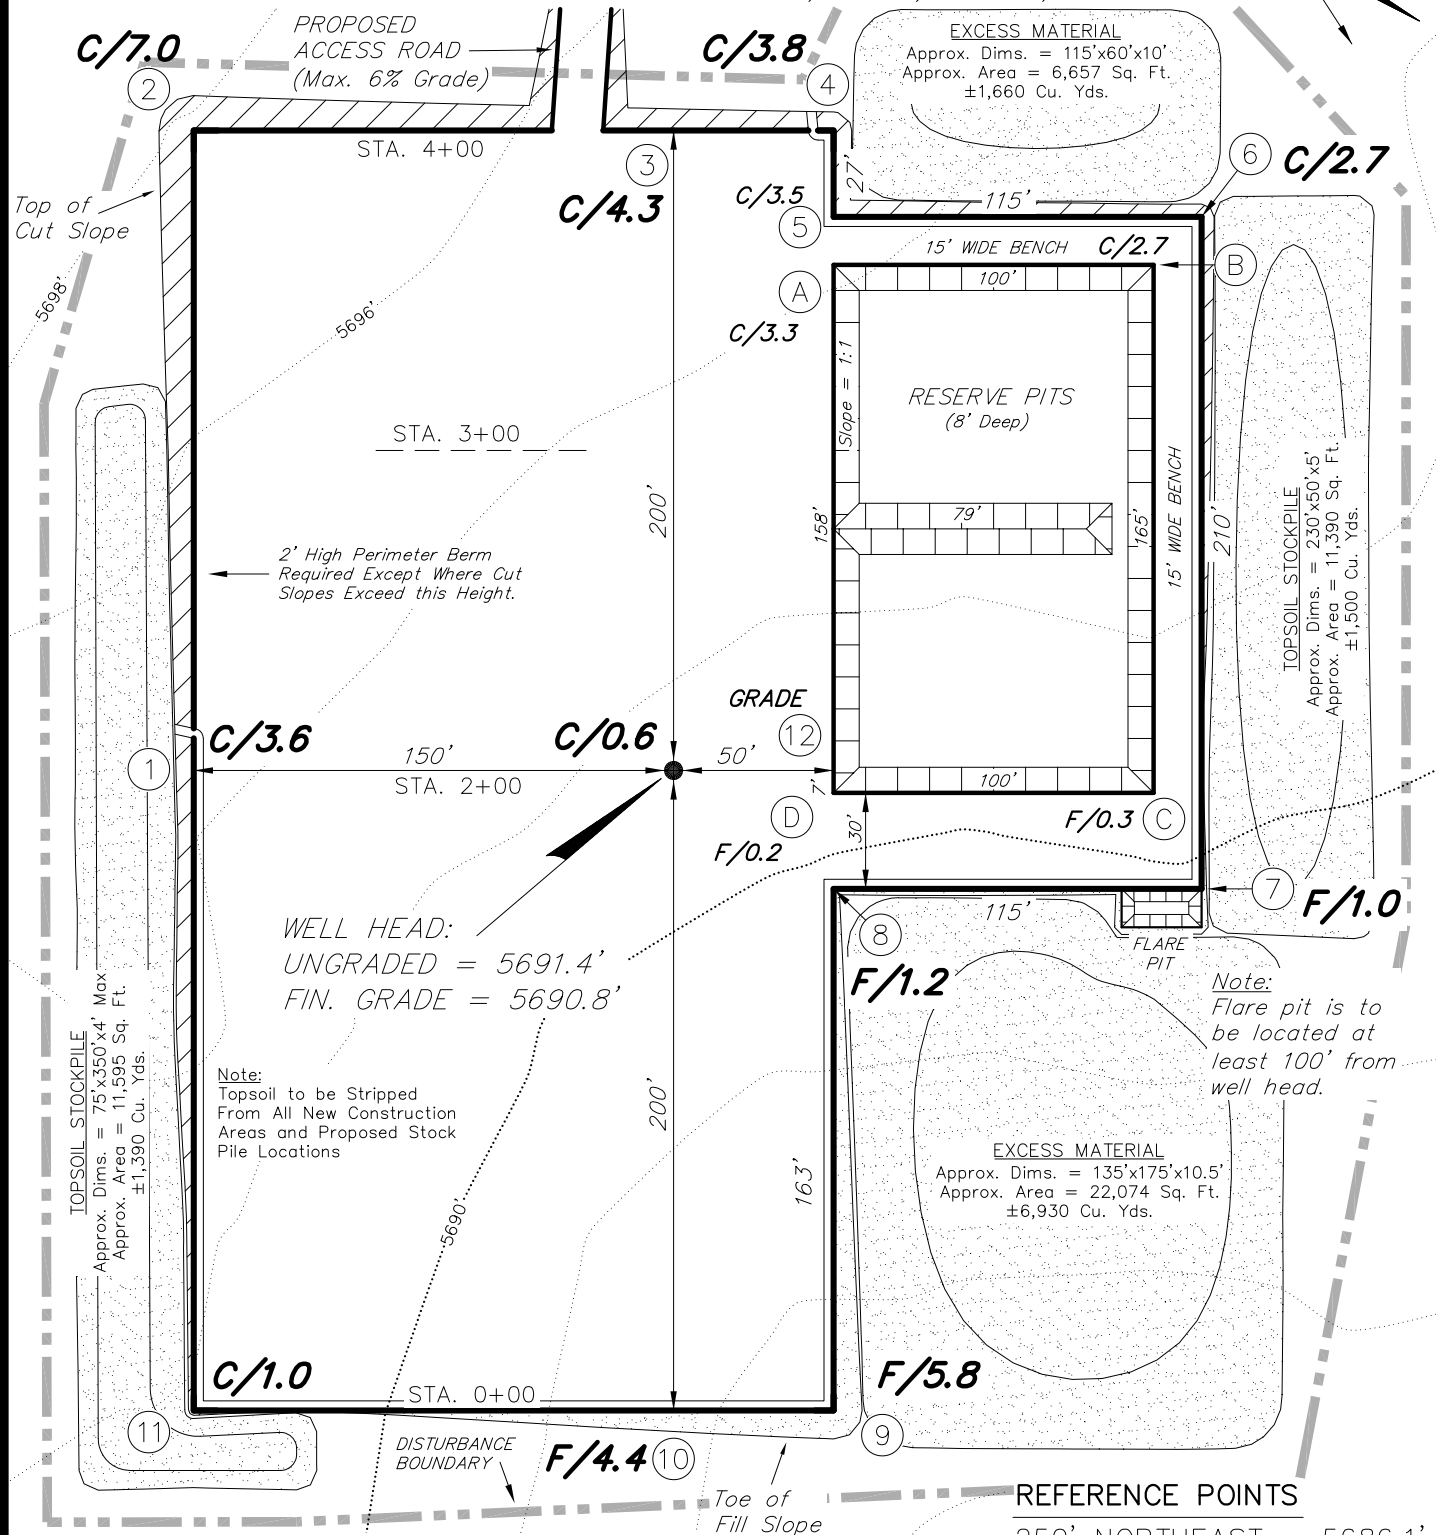 PROPOSED
ACCESS ROAD
(Max. 6% Grade)
C/7.0
2
C/3.8
4
EXCESS MATERIAL
Approx. Dims. = 115'x60'x10'
Approx. Area = 6,657 Sq. Ft.
±1,660 Cu. Yds.
STA. 4+00
3
C/4.3
27'
6
C/2.7
Top of
Cut Slope
C/3.5
5
115'
15' WIDE BENCH
C/2.7
B
5698'
5696'
A
100'
C/3.3
Slope = 1:1
RESERVE PITS
(8' Deep)
STA. 3+00
200'
158'
79'
165'
15' WIDE BENCH
210'
TOPSOIL STOCKPILE
Approx. Dims. = 230'x50'x5'
Approx. Area = 11,390 Sq. Ft.
±1,500 Cu. Yds.
2' High Perimeter Berm
Required Except Where Cut
Slopes Exceed this Height.
GRADE
12
C/3.6
C/0.6
1
150'
50'
STA. 2+00
7'
100'
D
F/0.2
30'
F/0.3
C
7
F/1.0
WELL HEAD:
UNGRADED = 5691.4'
FIN. GRADE = 5690.8'
115'
8
F/1.2
FLARE
PIT
Note:
Flare pit is to
be located at
least 100' from
well head.
TOPSOIL STOCKPILE
Approx. Dims. = 75'x350'x4' Max
Approx. Area = 11,595 Sq. Ft.
±1,390 Cu. Yds.
Note:
Topsoil to be Stripped
From All New Construction
Areas and Proposed Stock
Pile Locations
200'
163'
5690'
EXCESS MATERIAL
Approx. Dims. = 135'x175'x10.5'
Approx. Area = 22,074 Sq. Ft.
±6,930 Cu. Yds.
C/1.0
STA. 0+00
F/5.8
11
9
DISTURBANCE
BOUNDARY
F/4.4
10
Toe of
Fill Slope
REFERENCE POINTS
250' NORTHEAST 5686.1'